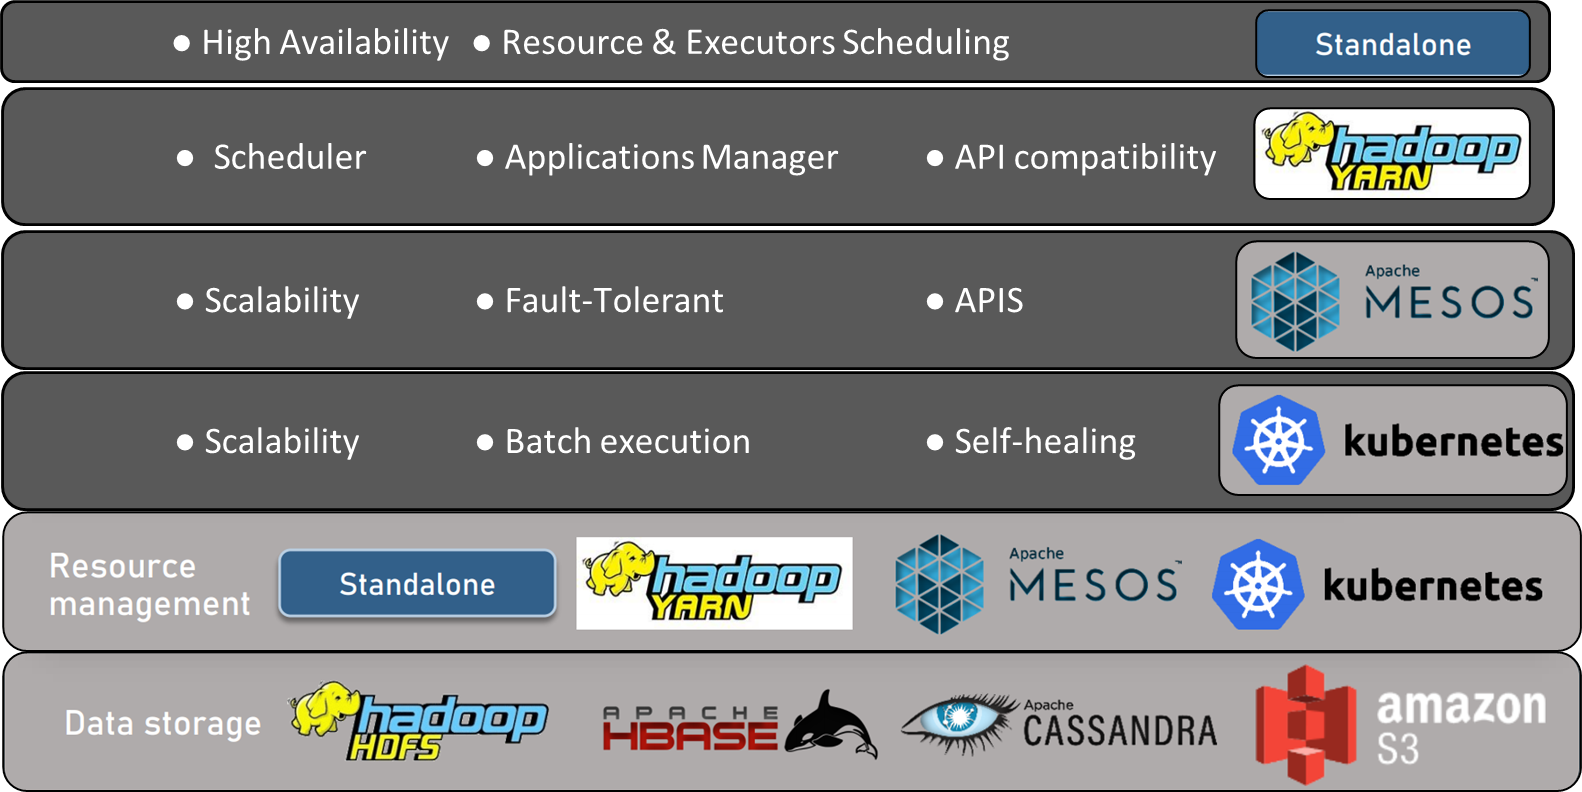 ● High Availability ● Resource & Executors Scheduling Standalone
● Scheduler ● Applications Manager ● API compatibility hadoop
YARN
● Scalability ● Fault-Tolerant ● APIS Apache
MESOS™
● Scalability ● Batch execution ● Self-healing kubernetes
Resource
management
Standalone
hadoop
YARN
Apache
MESOS™
kubernetes
Data storage
hadoop
HDFS
APACHE
HBASE
Apache
CASSANDRA
amazon
S3